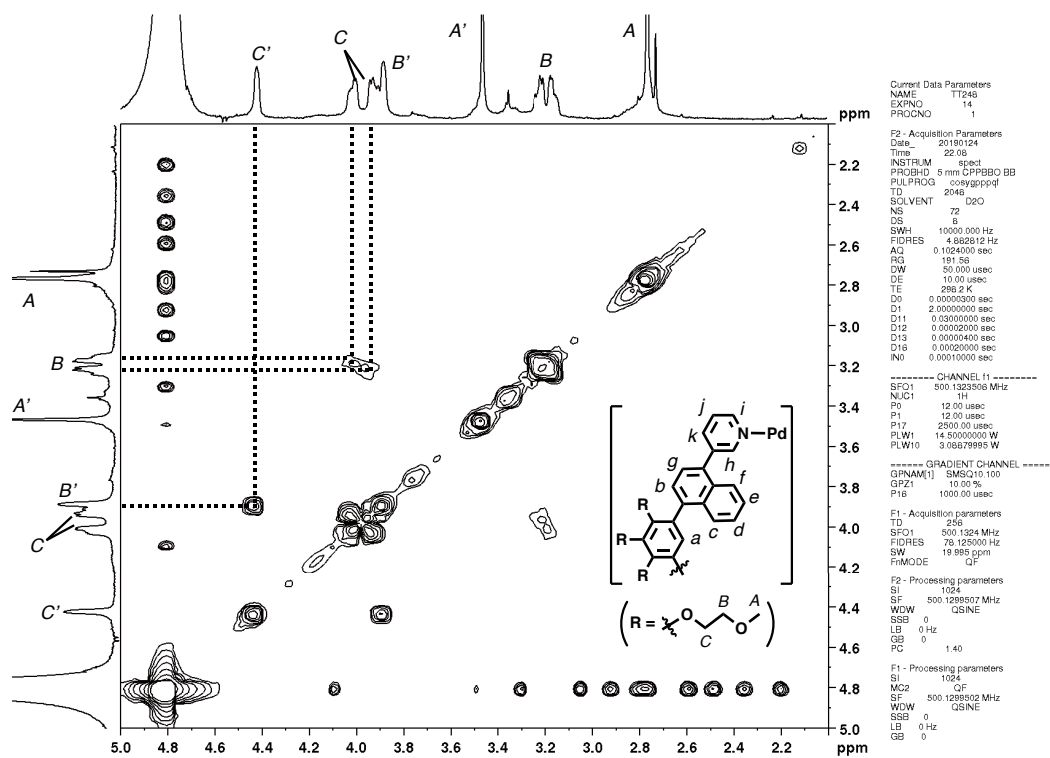 C'
C
B'
A'
B
A
ppm
2.2
2.4
2.6
2.8
3.0
3.2
3.4
3.6
3.8
4.0
4.2
4.4
4.6
4.8
5.0
A
B
A'
B'
C
C'
5.0 4.8 4.6 4.4 4.2 4.0 3.8 3.6 3.4 3.2 3.0 2.8 2.6 2.4 2.2 ppm
j i
k N Pd
h
g
f
b e
R d
R a c
R
B A
(R = O O)
C
Current Data Parameters
NAME TT248
EXPNO 14
PROCNO 1
F2 - Acquisition Parameters
Date_ 20190124
Time 22.08
INSTRUM spect
PROBHD 5 mm CPPBBO BB
PULPROG cosygpppqf
TD 2048
SOLVENT D2O
NS 72
DS 8
SWH 10000.000 Hz
FIDRES 4.882812 Hz
AQ 0.1024000 sec
RG 191.56
DW 50.000 usec
DE 10.00 usec
TE 298.2 K
D0 0.00000300 sec
D1 2.00000000 sec
D11 0.03000000 sec
D12 0.00002000 sec
D13 0.00000400 sec
D16 0.00020000 sec
IN0 0.00010000 sec
======== CHANNEL f1 ========
SFO1 500.1323506 MHz
NUC1 1H
P0 12.00 usec
P1 12.00 usec
P17 2500.00 usec
PLW1 14.50000000 W
PLW10 3.08879995 W
====== GRADIENT CHANNEL =====
GPNAM[1] SMSQ10.100
GPZ1 10.00 %
P16 1000.00 usec
F1 - Acquisition parameters
TD 256
SFO1 500.1324 MHz
FIDRES 78.125000 Hz
SW 19.995 ppm
FnMODE QF
F2 - Processing parameters
SI 1024
SF 500.1299507 MHz
WDW QSINE
SSB 0
LB 0 Hz
GB 0
PC 1.40
F1 - Processing parameters
SI 1024
MC2 QF
SF 500.1299502 MHz
WDW QSINE
SSB 0
LB 0 Hz
GB 0